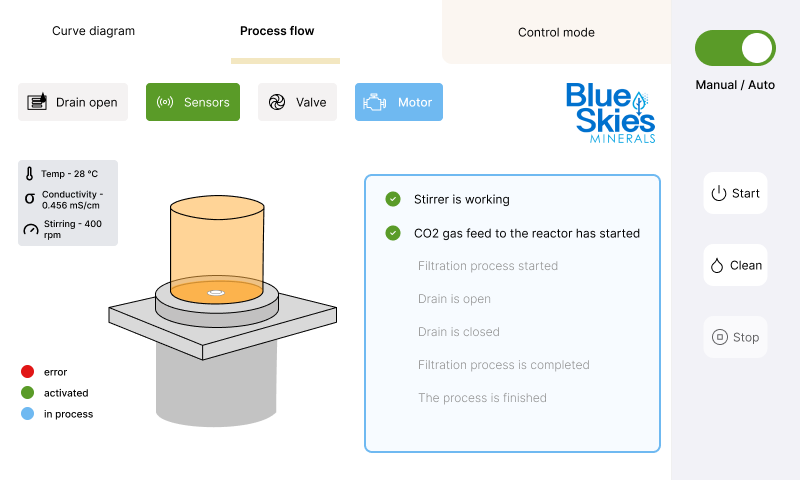 Curve diagram
Process flow
Control mode
Manual / Auto
Drain open
Sensors
Valve
Motor
Blue
Skies
MINERALS
Temp - 28 °C
σ Conductivity -
0.456 mS/cm
Stirring - 400
rpm
Stirrer is working
CO2 gas feed to the reactor has started
Filtration process started
Drain is open
Drain is closed
Filtration process is completed
The process is finished
Start
Clean
Stop
error
activated
in process